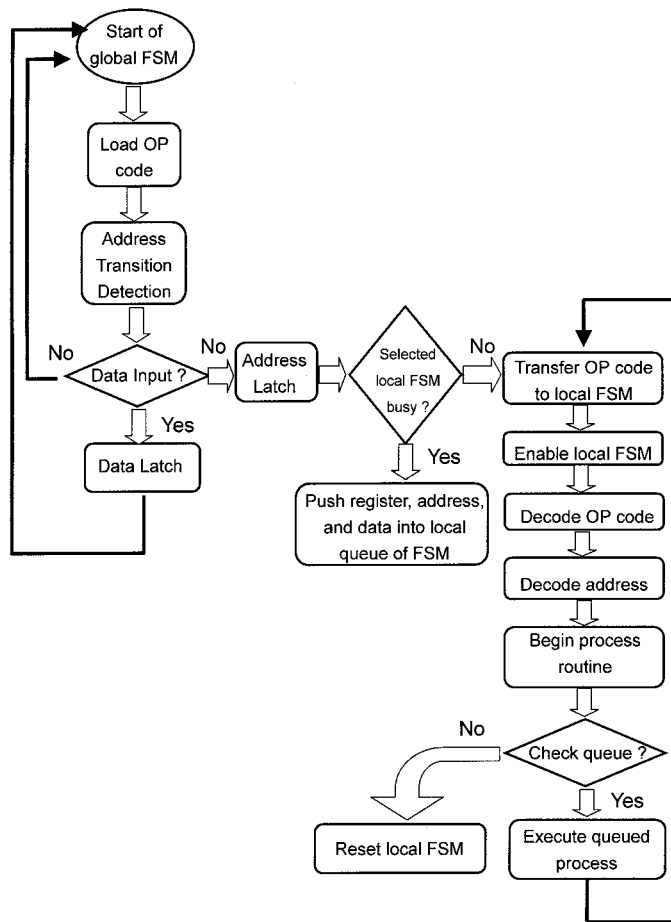 Start of
global FSM
Load OP
code
Address
Transition
Detection
No
Data Input ?
No
Yes
Data Latch
Address
Latch
Selected
local FSM
busy ?
No
Yes
Push register, address,
and data into local
queue of FSM
Transfer OP code
to local FSM
Enable local FSM
Decode OP code
Decode address
Begin process
routine
Check queue ?
No
Yes
Reset local FSM
Execute queued
process